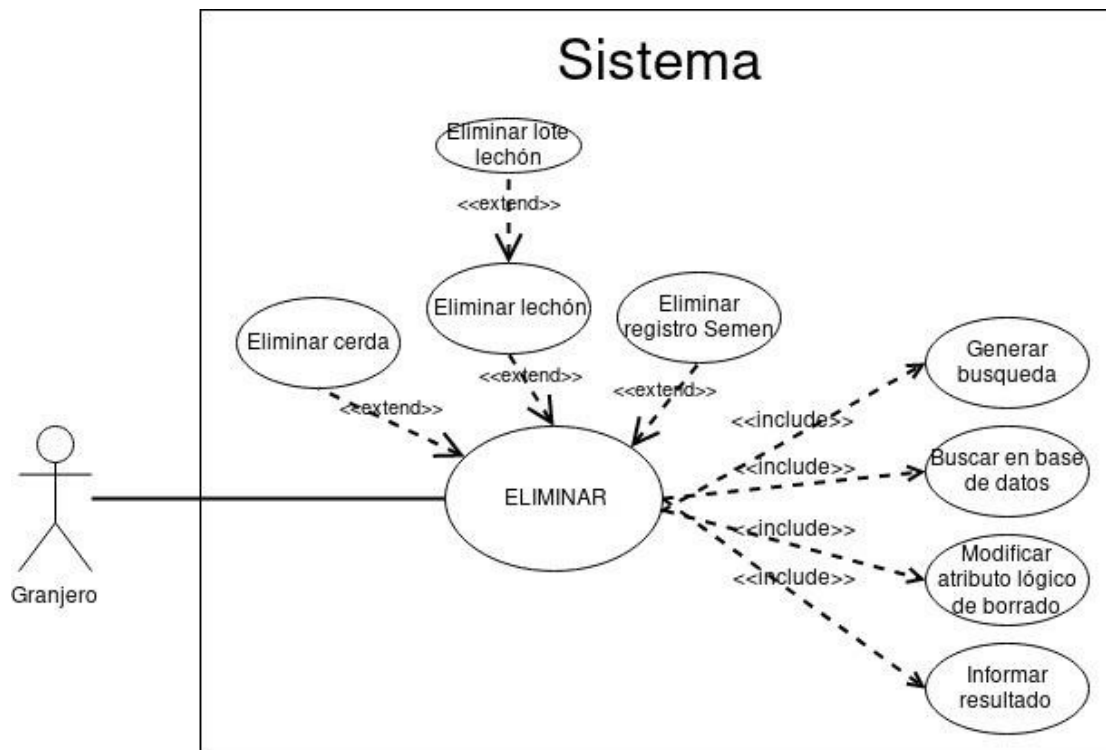 Sistema
Eliminar lote
lechón
<<extend>>
Eliminar lechón
Eliminar
registro Semen
Eliminar cerda
<<extend>>
<<extend>>
<<extend>>
Generar
busqueda
<<include>>
Buscar en base
de datos
<<include>>
ELIMINAR
<<include>>
Modificar
atributo lógico
de borrado
<<include>>
Granjero
Informar
resultado